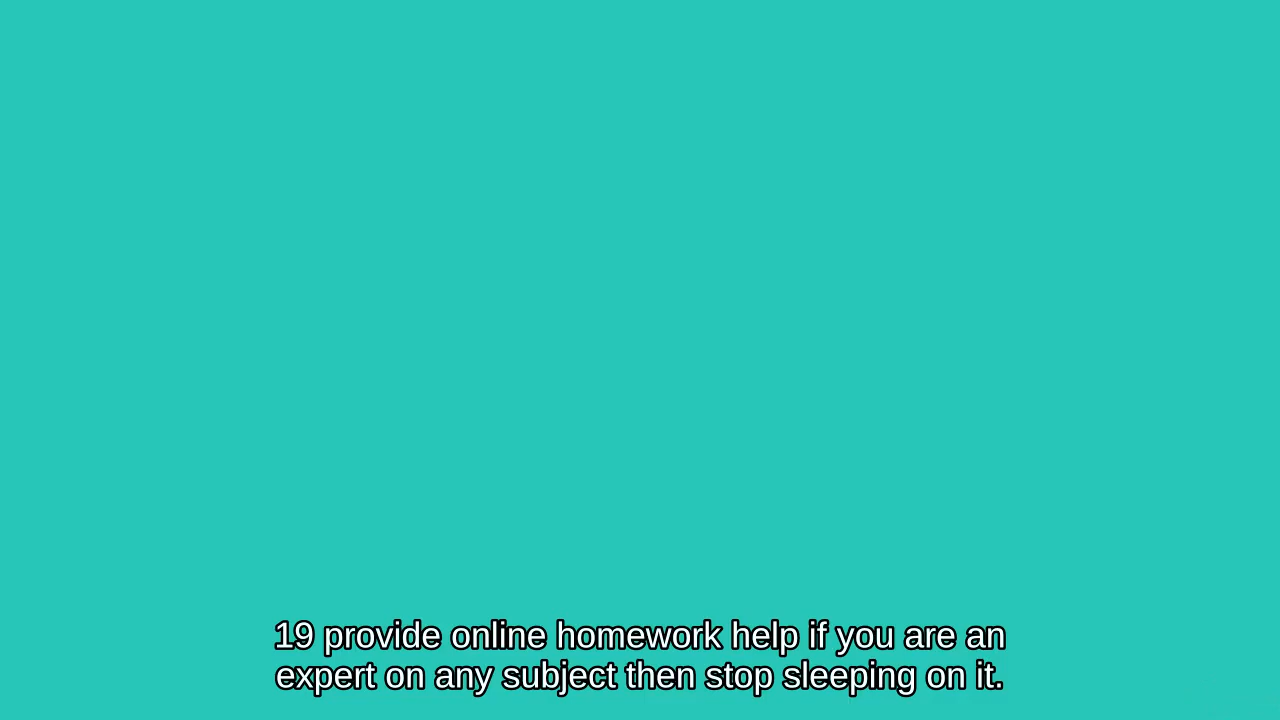 19 provide online homework help if you are an
expert on any subject then stop sleeping on it.